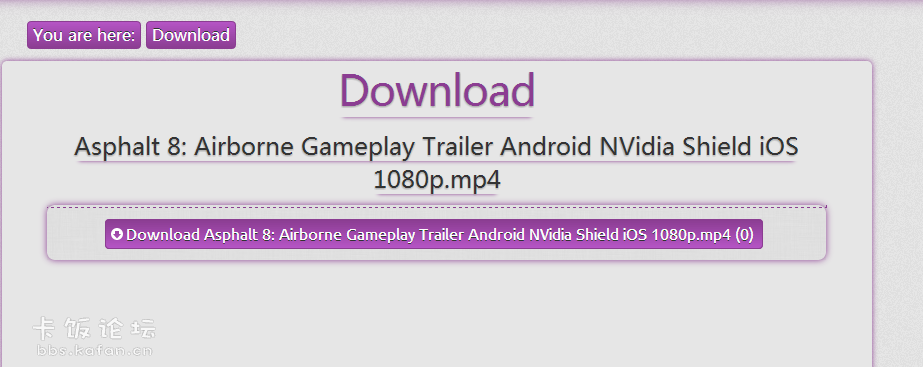 You are here: Download
Download
Asphalt 8: Airborne Gameplay Trailer Android NVidia Shield iOS
1080p.mp4
Download Asphalt 8: Airborne Gameplay Trailer Android NVidia Shield iOS 1080p.mp4 (0)
卡饭论坛
bbs.kafan.cn